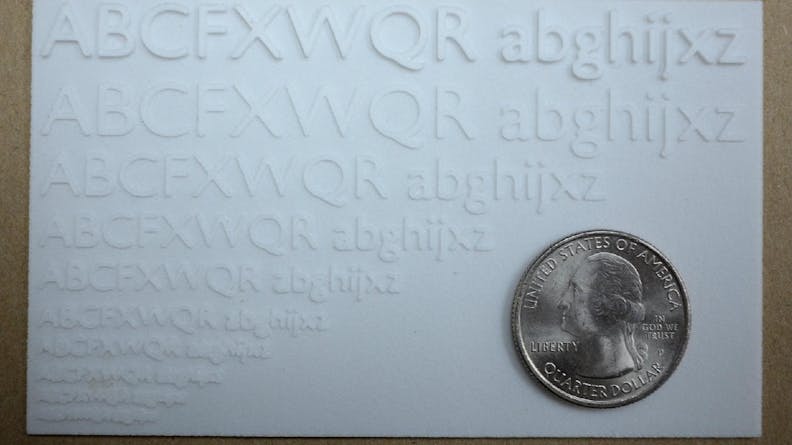 ABCFXWQR abghijxz
ABCFXWQR abghijxz
ABCFXWQR abghijxz
ABCFXWQR abghijxz
ABCFXWQR abghijxz
ABCFXWQR abghijxz
UNITED STATES OF AMERICA
IN
GOD WE
TRUST
LIBERTY
P
QUARTER DOLLAR